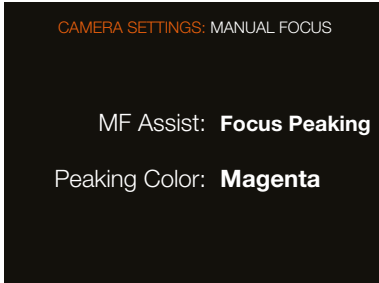 CAMERA SETTINGS: MANUAL FOCUS
MF Assist: Focus Peaking
Peaking Color: Magenta